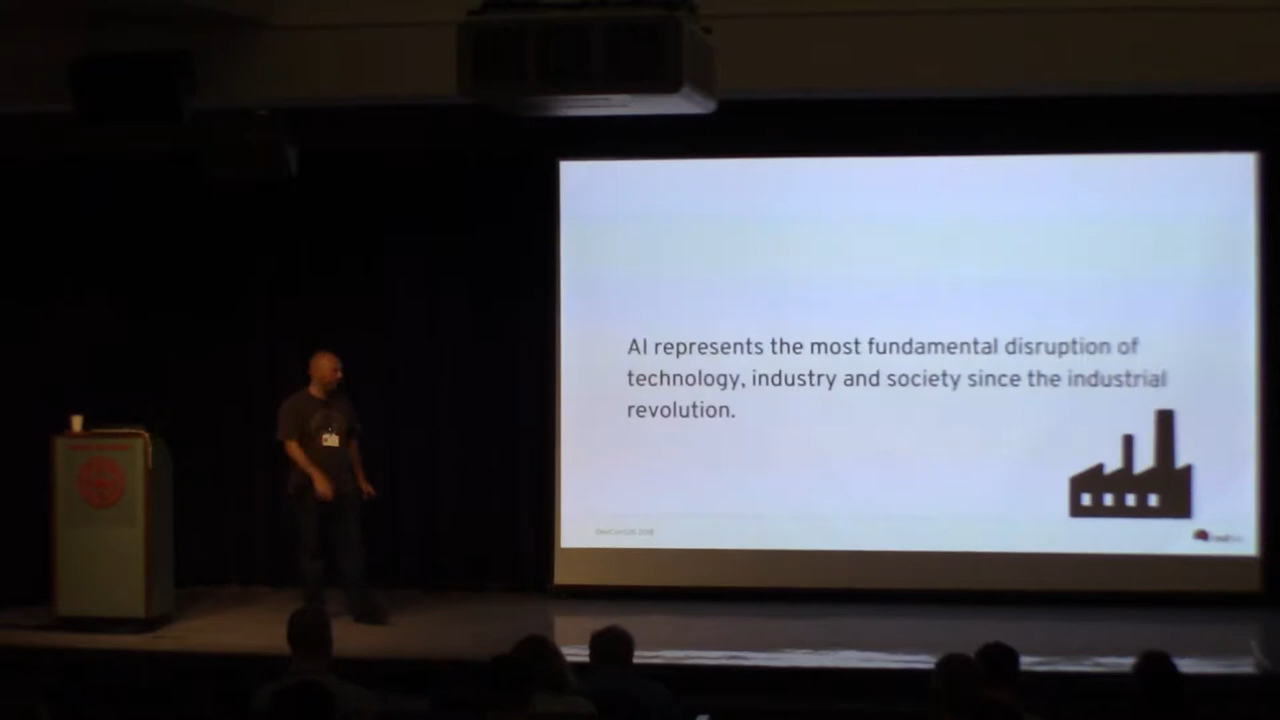 AI represents the most fundamental disruption of
technology, industry and society since the industrial
revolution.